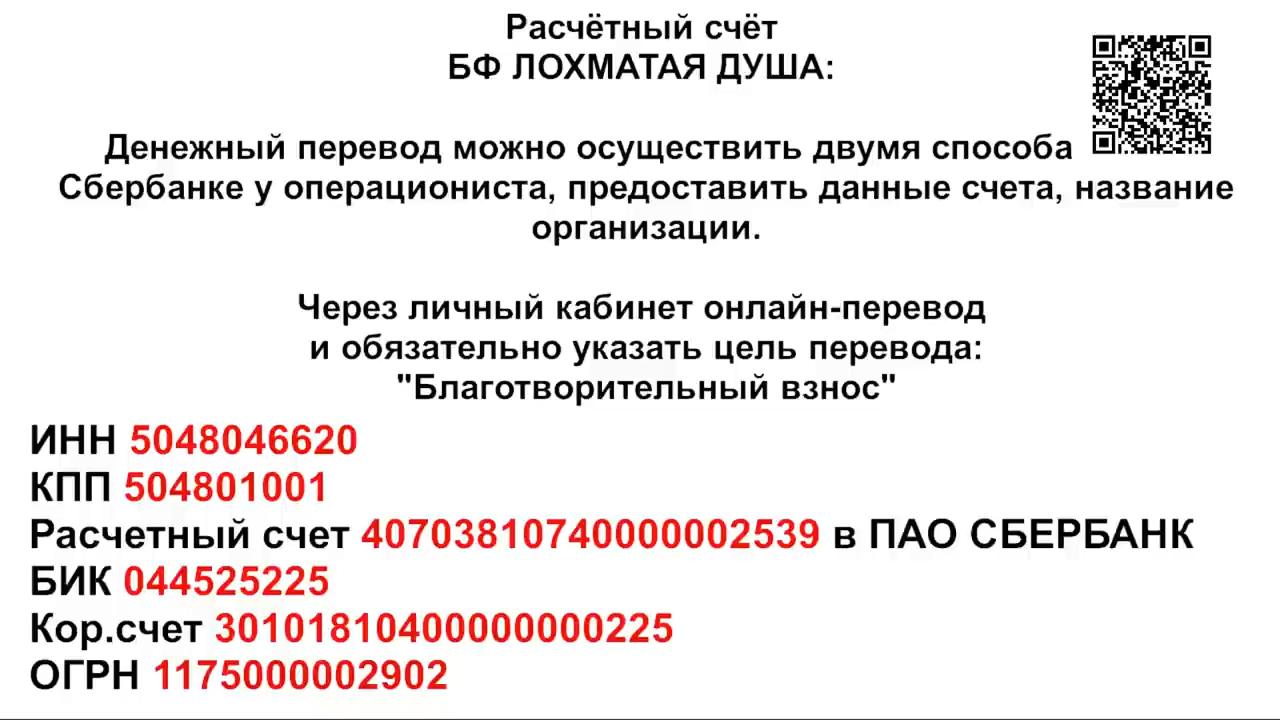 Расчётный счёт
БФ ЛОХМАТАЯ ДУША:
Денежный перевод можно осуществить двумя способа
Сбербанке у операциониста, предоставить данные счета, название
организации.
Через личный кабинет онлайн-перевод
и обязательно указать цель перевода:
"Благотворительный взнос"
ИНН 5048046620
КПП 504801001
Расчетный счет 40703810740000002539 в ПАО СБЕРБАНК
БИК 044525225
Кор.счет 30101810400000000225
ОГРН 1175000002902